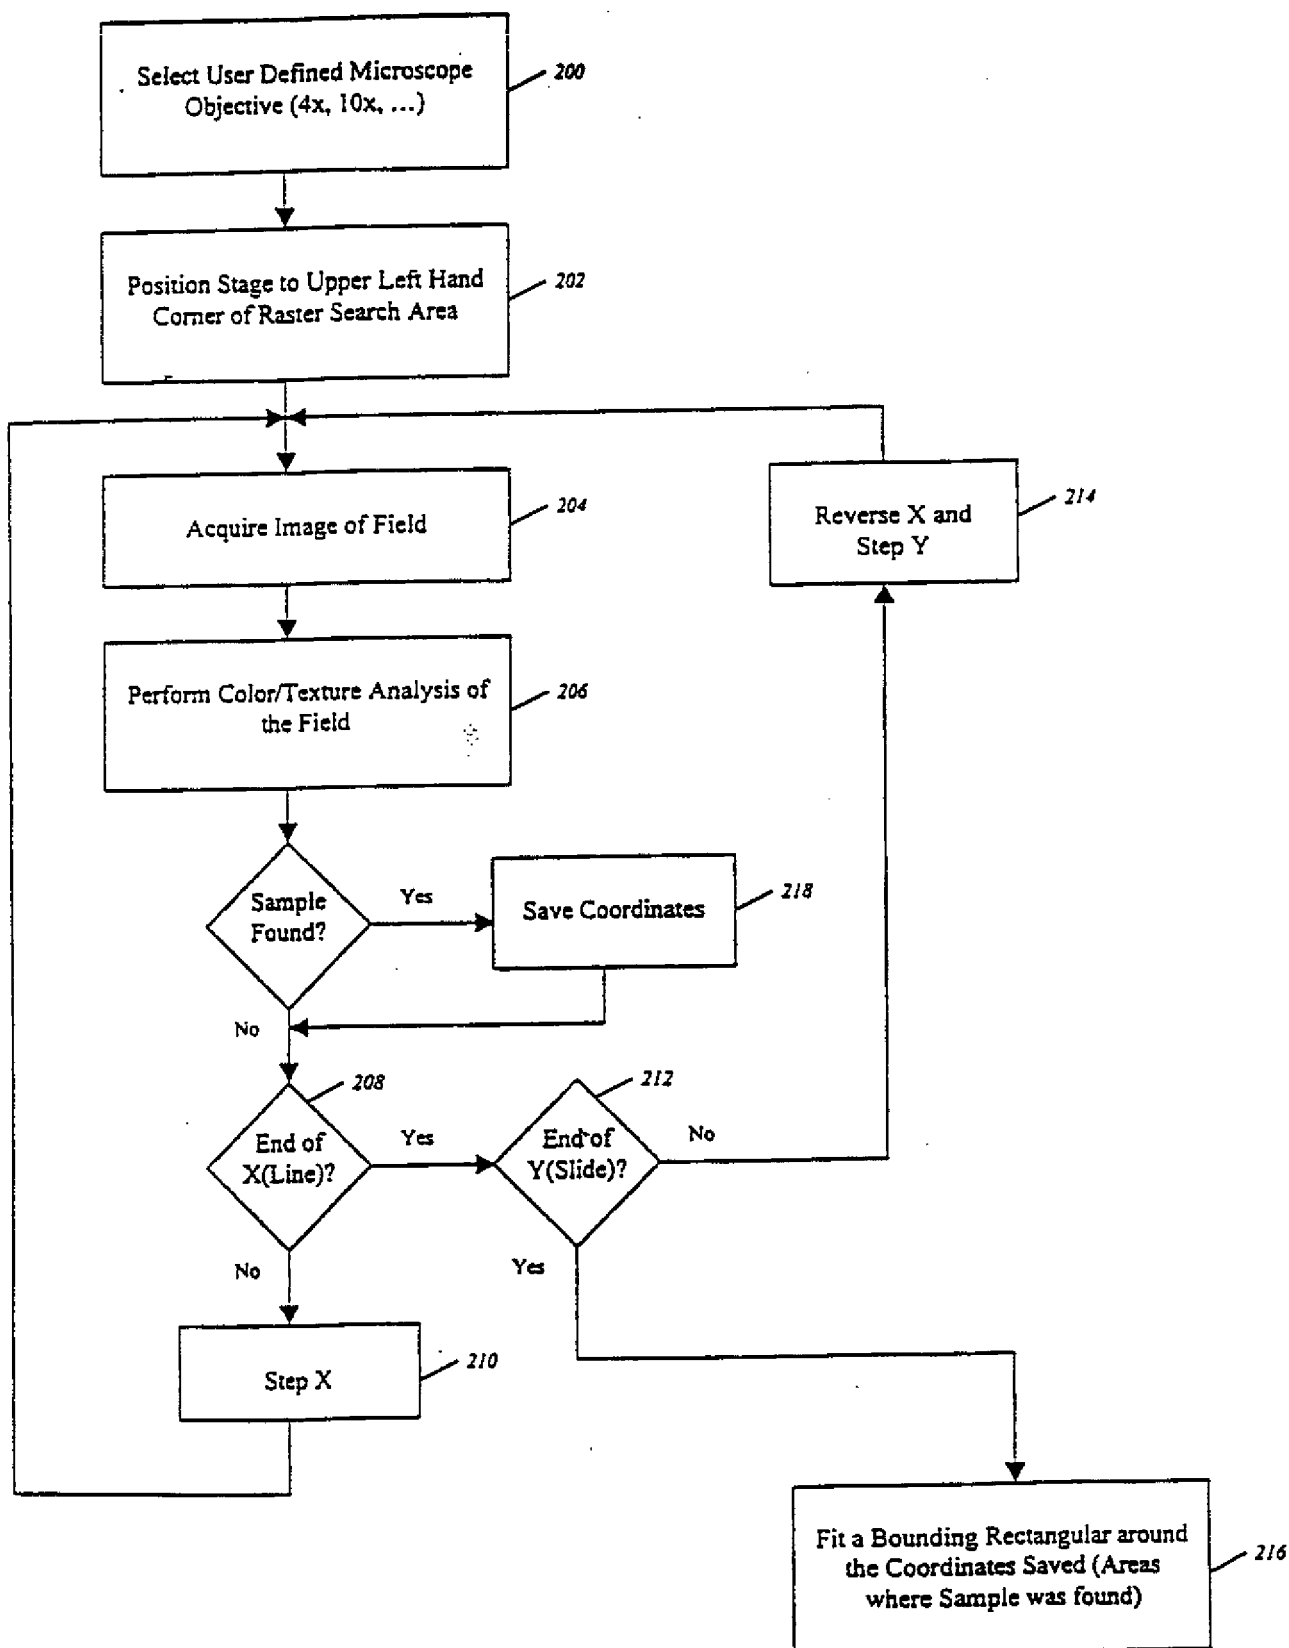 Select User Defined Microscope
Objective (4x, 10x, ...)
200
Position Stage to Upper Left Hand
Corner of Raster Search Area
202
Acquire Image of Field
204
Reverse X and
Step Y
214
Perform Color/Texture Analysis of
the Field
206
Sample
Found?
Yes
Save Coordinates
218
No
208
End of
X(Line)?
Yes
212
End of
Y(Slide)?
No
No
Yes
Step X
210
Fit a Bounding Rectangular around
the Coordinates Saved (Areas
where Sample was found)
216